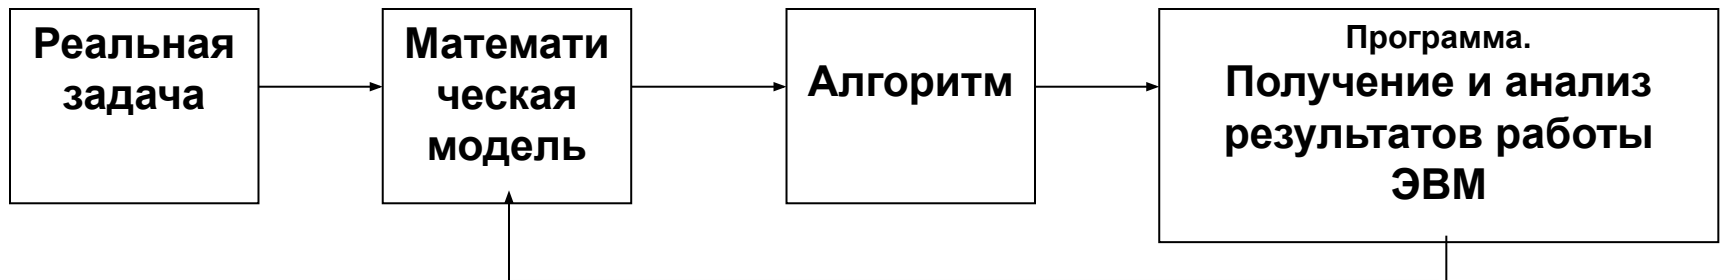 Реальная
задача
Математи
ческая
модель
Алгоритм
Программа.
Получение и анализ
результатов работы
ЭВМ